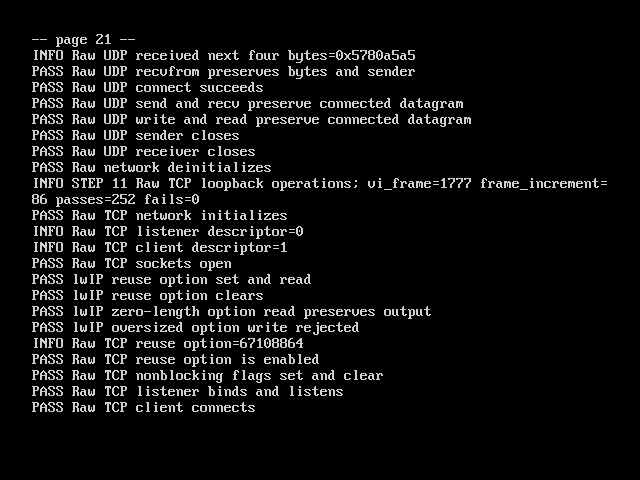 -- page 21 --
INFO Raw UDP received next four bytes=0x5780a5a5
PASS Raw UDP recvfrom preserves bytes and sender
PASS Raw UDP connect succeeds
PASS Raw UDP send and recv preserve connected datagram
PASS Raw UDP write and read preserve connected datagram
PASS Raw UDP sender closes
PASS Raw UDP receiver closes
PASS Raw network deinitializes
INFO STEP 11 Raw TCP loopback operations; vi_frame=1777 frame_increment=
86 passes=252 fails=0
PASS Raw TCP network initializes
INFO Raw TCP listener descriptor=0
INFO Raw TCP client descriptor=1
PASS Raw TCP sockets open
PASS lwIP reuse option set and read
PASS lwIP reuse option clears
PASS lwIP zero-length option read preserves output
PASS lwIP oversized option write rejected
INFO Raw TCP reuse option=67108864
PASS Raw TCP reuse option is enabled
PASS Raw TCP nonblocking flags set and clear
PASS Raw TCP listener binds and listens
PASS Raw TCP client connects